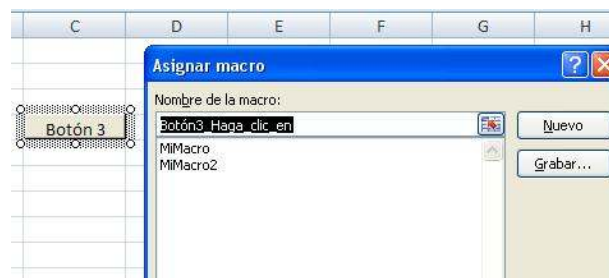 C D E F G H
Asignar macro
Nombre de la macro:
Botón 3
Botón3_Haga_clic_en
Nuevo
MiMacro
MiMacro2
Grabar...